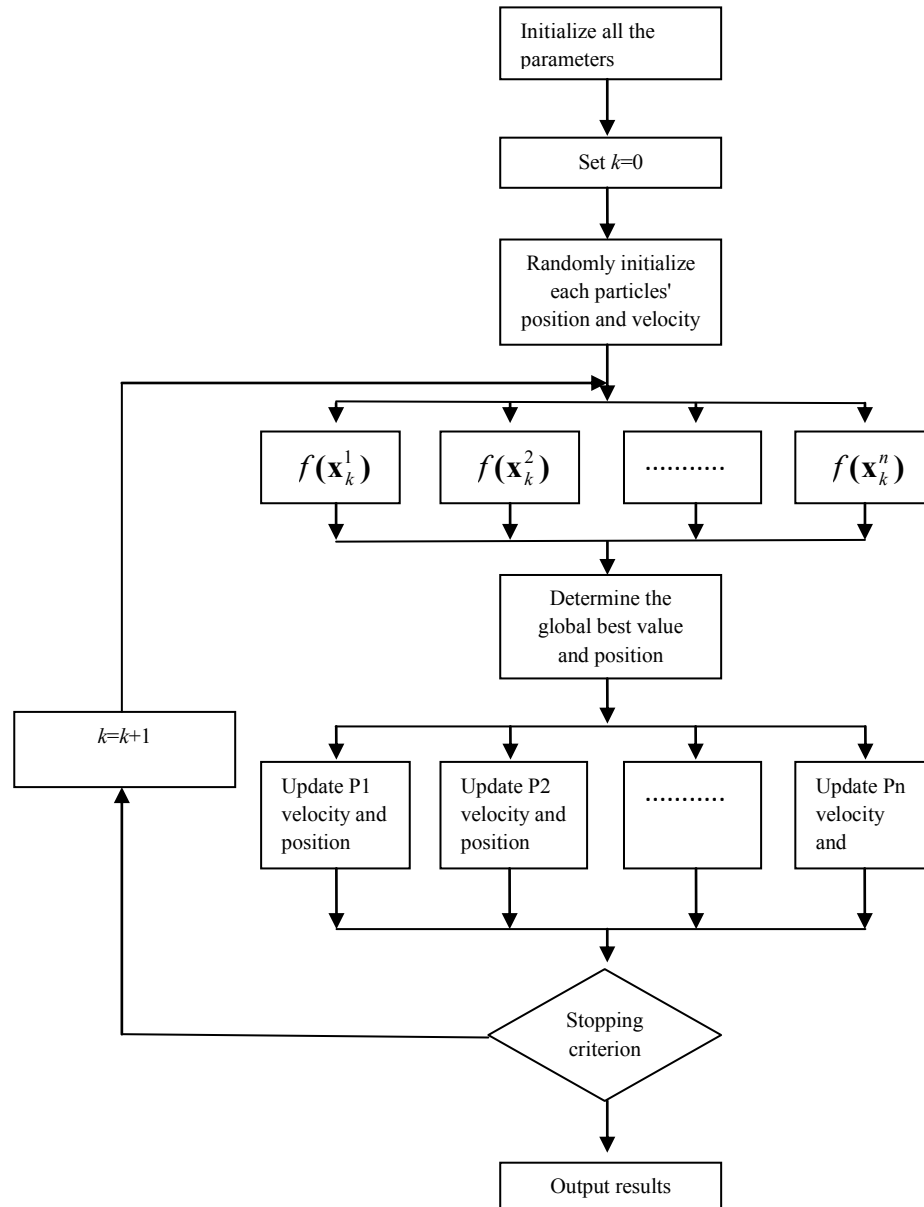 Initialize all the
parameters
Set k=0
Randomly initialize
each particles'
position and velocity
f(x_k^1)
f(x_k^2)
...........
f(x_k^n)
Determine the
global best value
and position
k=k+1
Update P1
velocity and
position
Update P2
velocity and
position
...........
Update Pn
velocity
and
Stopping
criterion
Output results